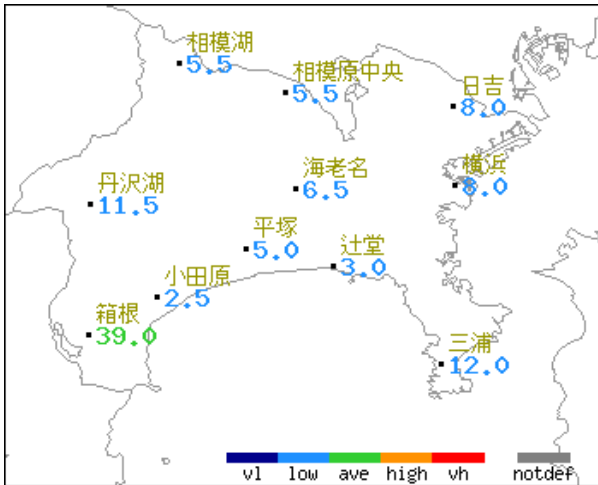 相模湖
5.5
相模原中央
5.5
日吉
8.0
海老名
6.5
横浜
8.0
丹沢湖
11.5
平塚
5.0
辻堂
3.0
小田原
2.5
箱根
39.0
三浦
12.0
vl low ave high vh notdef